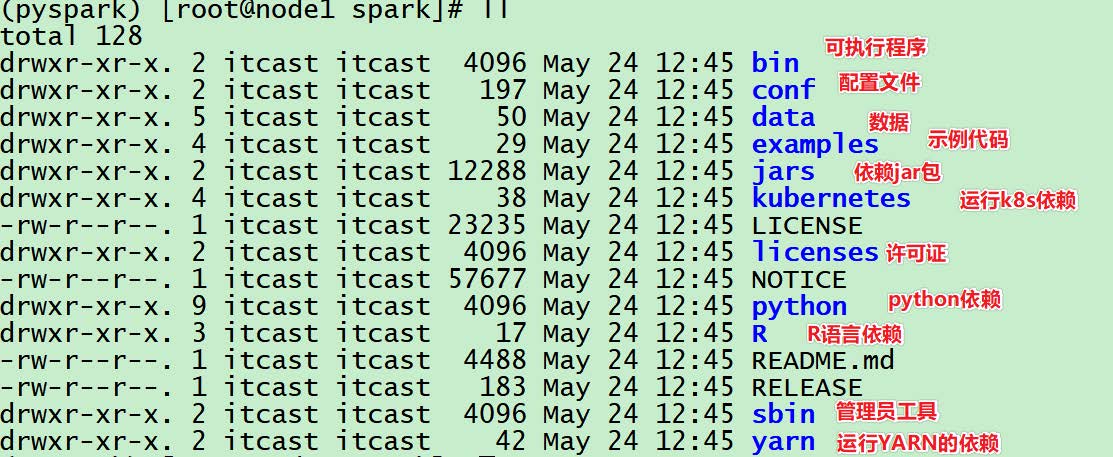 (pyspark) [root@node1 spark]# ll
total 128
drwxr-xr-x. 2 itcast itcast 4096 May 24 12:45 bin 可执行程序
drwxr-xr-x. 2 itcast itcast 197 May 24 12:45 conf 配置文件
drwxr-xr-x. 5 itcast itcast 50 May 24 12:45 data 数据
drwxr-xr-x. 4 itcast itcast 29 May 24 12:45 examples 示例代码
drwxr-xr-x. 2 itcast itcast 12288 May 24 12:45 jars 依赖jar包
drwxr-xr-x. 4 itcast itcast 38 May 24 12:45 kubernetes 运行k8s依赖
-rw-r--r--. 1 itcast itcast 23235 May 24 12:45 LICENSE
drwxr-xr-x. 2 itcast itcast 4096 May 24 12:45 licenses 许可证
-rw-r--r--. 1 itcast itcast 57677 May 24 12:45 NOTICE
drwxr-xr-x. 9 itcast itcast 4096 May 24 12:45 python python依赖
drwxr-xr-x. 3 itcast itcast 17 May 24 12:45 R R语言依赖
-rw-r--r--. 1 itcast itcast 4488 May 24 12:45 README.md
-rw-r--r--. 1 itcast itcast 183 May 24 12:45 RELEASE
drwxr-xr-x. 2 itcast itcast 4096 May 24 12:45 sbin 管理员工具
drwxr-xr-x. 2 itcast itcast 42 May 24 12:45 yarn 运行YARN的依赖